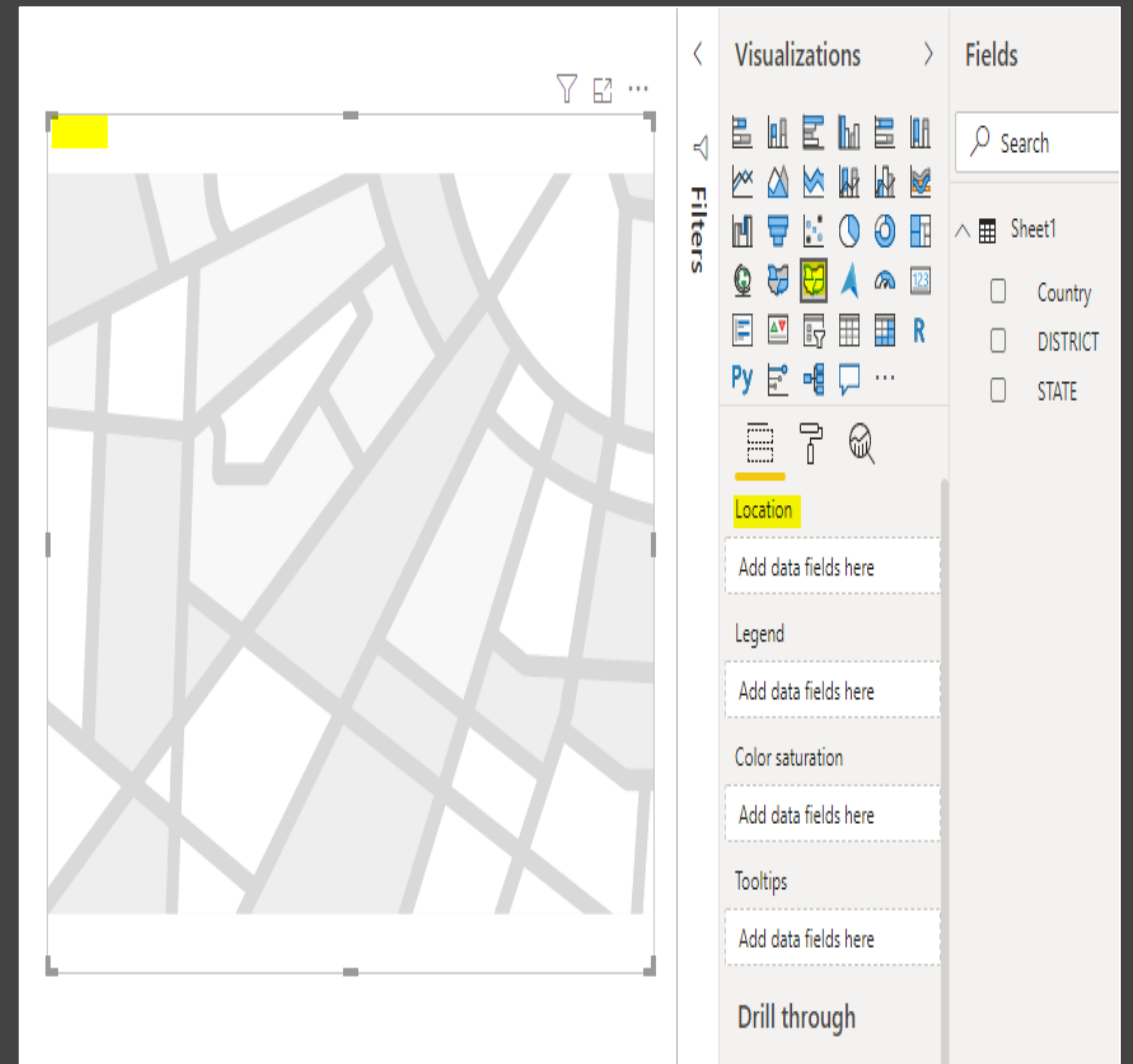 Visualizations
Fields
Search
Filters
Sheet1
Country
DISTRICT
STATE
123
R
Py
Location
Add data fields here
Legend
Add data fields here
Color saturation
Add data fields here
Tooltips
Add data fields here
Drill through